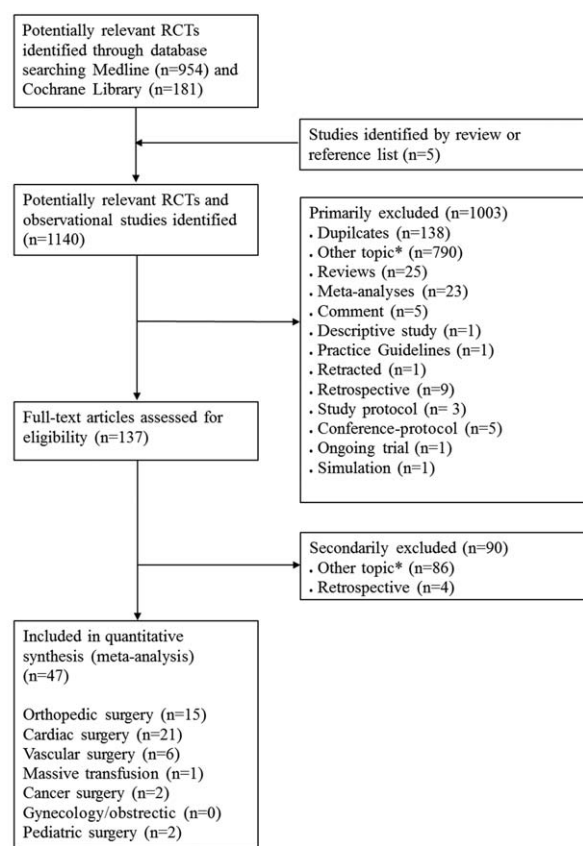 Potentially relevant RCTs
identified through database
searching Medline (n=954) and
Cochrane Library (n=181)
Studies identified by review or
reference list (n=5)
Potentially relevant RCTs and
observational studies identified
(n=1140)
Primarily excluded (n=1003)
. Dupilcates (n=138)
. Other topic* (n=790)
. Reviews (n=25)
. Meta-analyses (n=23)
. Comment (n=5)
. Descriptive study (n=1)
. Practice Guidelines (n=1)
. Retracted (n=1)
. Retrospective (n=9)
. Study protocol (n= 3)
. Conference-protocol (n=5)
. Ongoing trial (n=1)
. Simulation (n=1)
Full-text articles assessed for
eligibility (n=137)
Secondarily excluded (n=90)
. Other topic* (n=86)
. Retrospective (n=4)
Included in quantitative
synthesis (meta-analysis)
(n=47)
Orthopedic surgery (n=15)
Cardiac surgery (n=21)
Vascular surgery (n=6)
Massive transfusion (n=1)
Cancer surgery (n=2)
Gynecology/obstrectic (n=0)
Pediatric surgery (n=2)